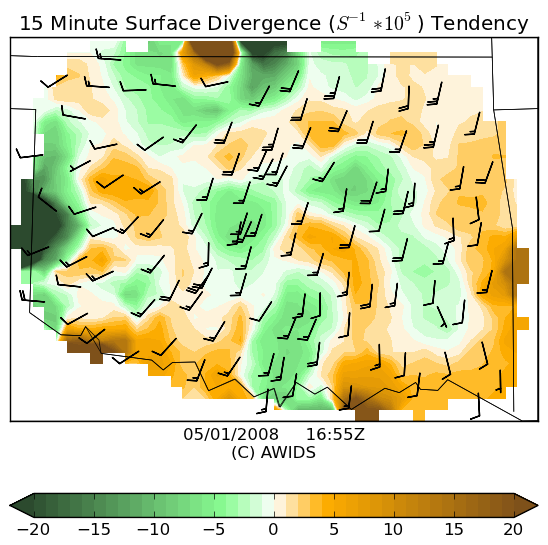 15 Minute Surface Divergence (S⁻¹ *10⁵ ) Tendency
05/01/2008 16:55Z
(C) AWIDS
−20 −15 −10 −5 0 5 10 15 20